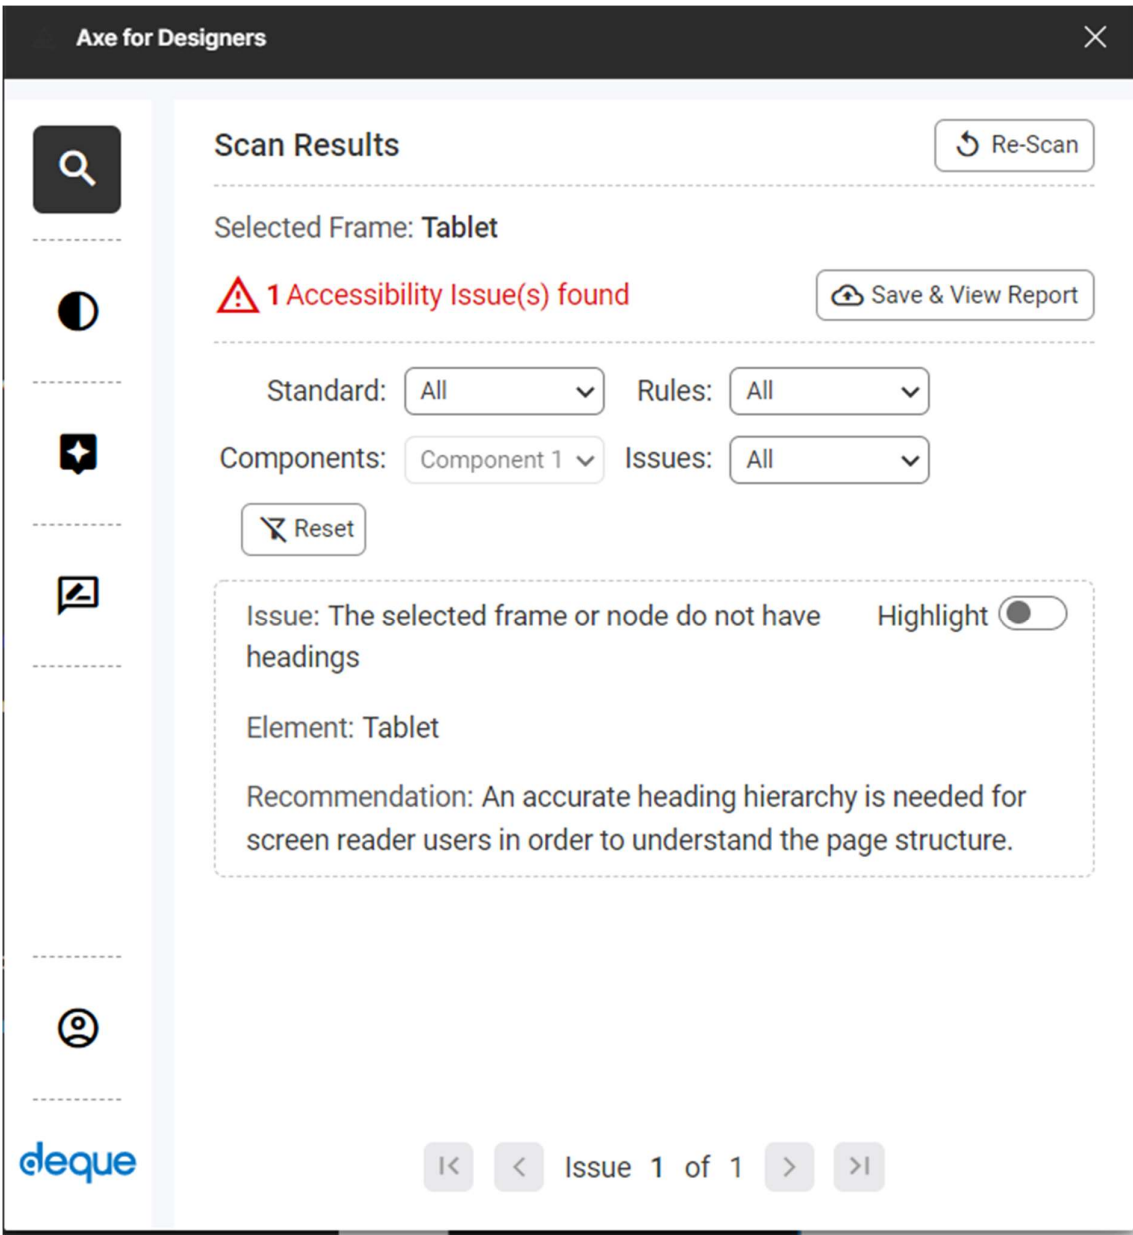 Axe for Designers
Scan Results
Re-Scan
Selected Frame: Tablet
1 Accessibility Issue(s) found
Save & View Report
Standard: All Rules: All
Components: Component 1 Issues: All
Reset
Issue: The selected frame or node do not have
headings
Highlight
Element: Tablet
Recommendation: An accurate heading hierarchy is needed for
screen reader users in order to understand the page structure.
deque
Issue 1 of 1